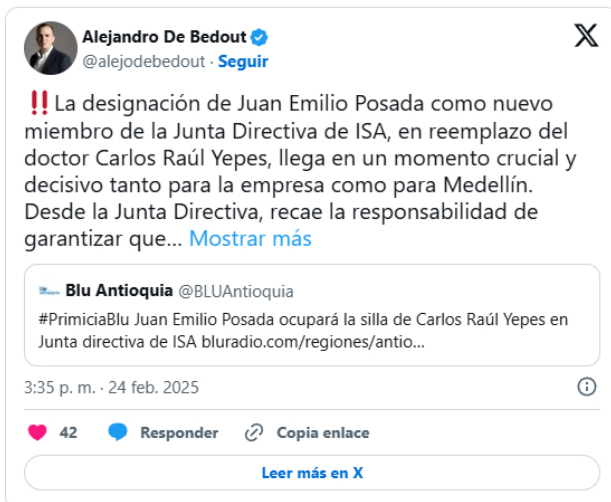 Alejandro De Bedout
@alejodebedout · Seguir
‼️La designación de Juan Emilio Posada como nuevo
miembro de la Junta Directiva de ISA, en reemplazo del
doctor Carlos Raúl Yepes, llega en un momento crucial y
decisivo tanto para la empresa como para Medellín.
Desde la Junta Directiva, recae la responsabilidad de
garantizar que... Mostrar más
Blu Antioquia @BLUAntioquia
#PrimiciaBlu Juan Emilio Posada ocupará la silla de Carlos Raúl Yepes en
Junta directiva de ISA bluradio.com/regiones/antio...
3:35 p. m. · 24 feb. 2025
42 Responder Copia enlace
Leer más en X